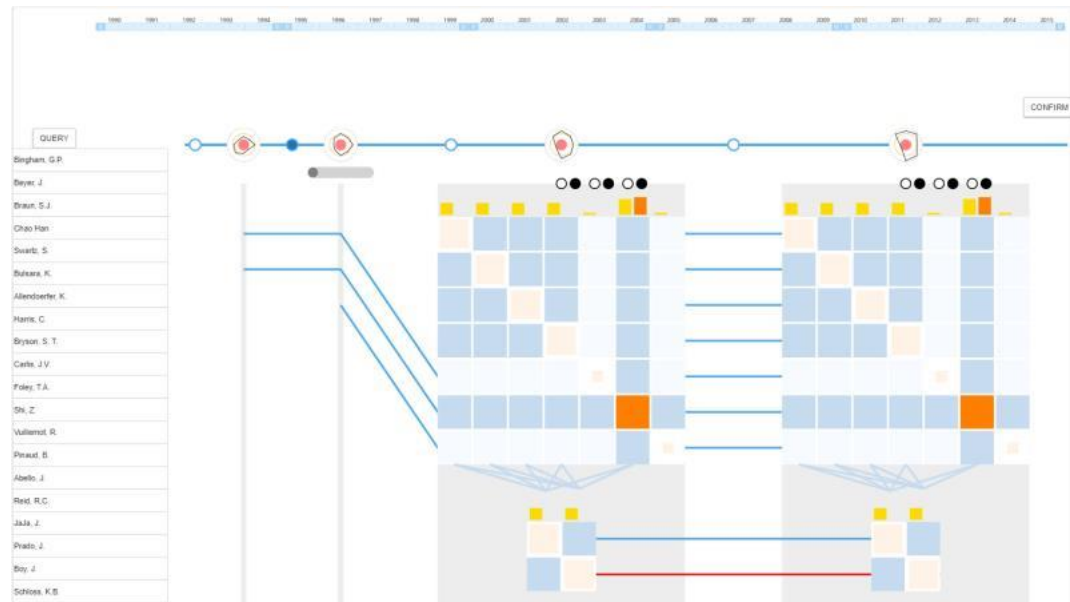 1990 1991 1992 1993 1994 1995 1996 1997 1998 1999 2000 2001 2002 2003 2004 2005 2006 2007 2008 2009 2010 2011 2012 2013 2014 2015
CONFIRM
QUERY
Bingham, G.P.
Beyer, J.
Braun, S.J.
Chao Han
Swartz, S.
Bulsara, K.
Allendoerfer, K.
Harris, C.
Bryson, S. T.
Carlis, J.V.
Foley, T.A.
Shi, Z.
Vuillemot, R.
Pinaud, B.
Abello, J.
Reid, R.C.
JaJa, J.
Prado, J.
Boy, J.
Schloss, K.B.